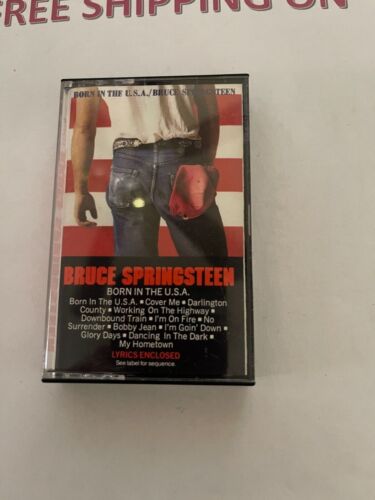 FREE SHIPPING ON
BORN IN THE U.S.A./BRUCE SPRINGSTEEN
BRUCE SPRINGSTEEN
BORN IN THE U.S.A.
Born In The U.S.A. ▪ Cover Me ▪ Darlington
County ▪ Working On The Highway ▪
Downbound Train ▪ I'm On Fire ▪ No
Surrender ▪ Bobby Jean ▪ I'm Goin' Down ▪
Glory Days ▪ Dancing In The Dark ▪
My Hometown
LYRICS ENCLOSED
See label for sequence.